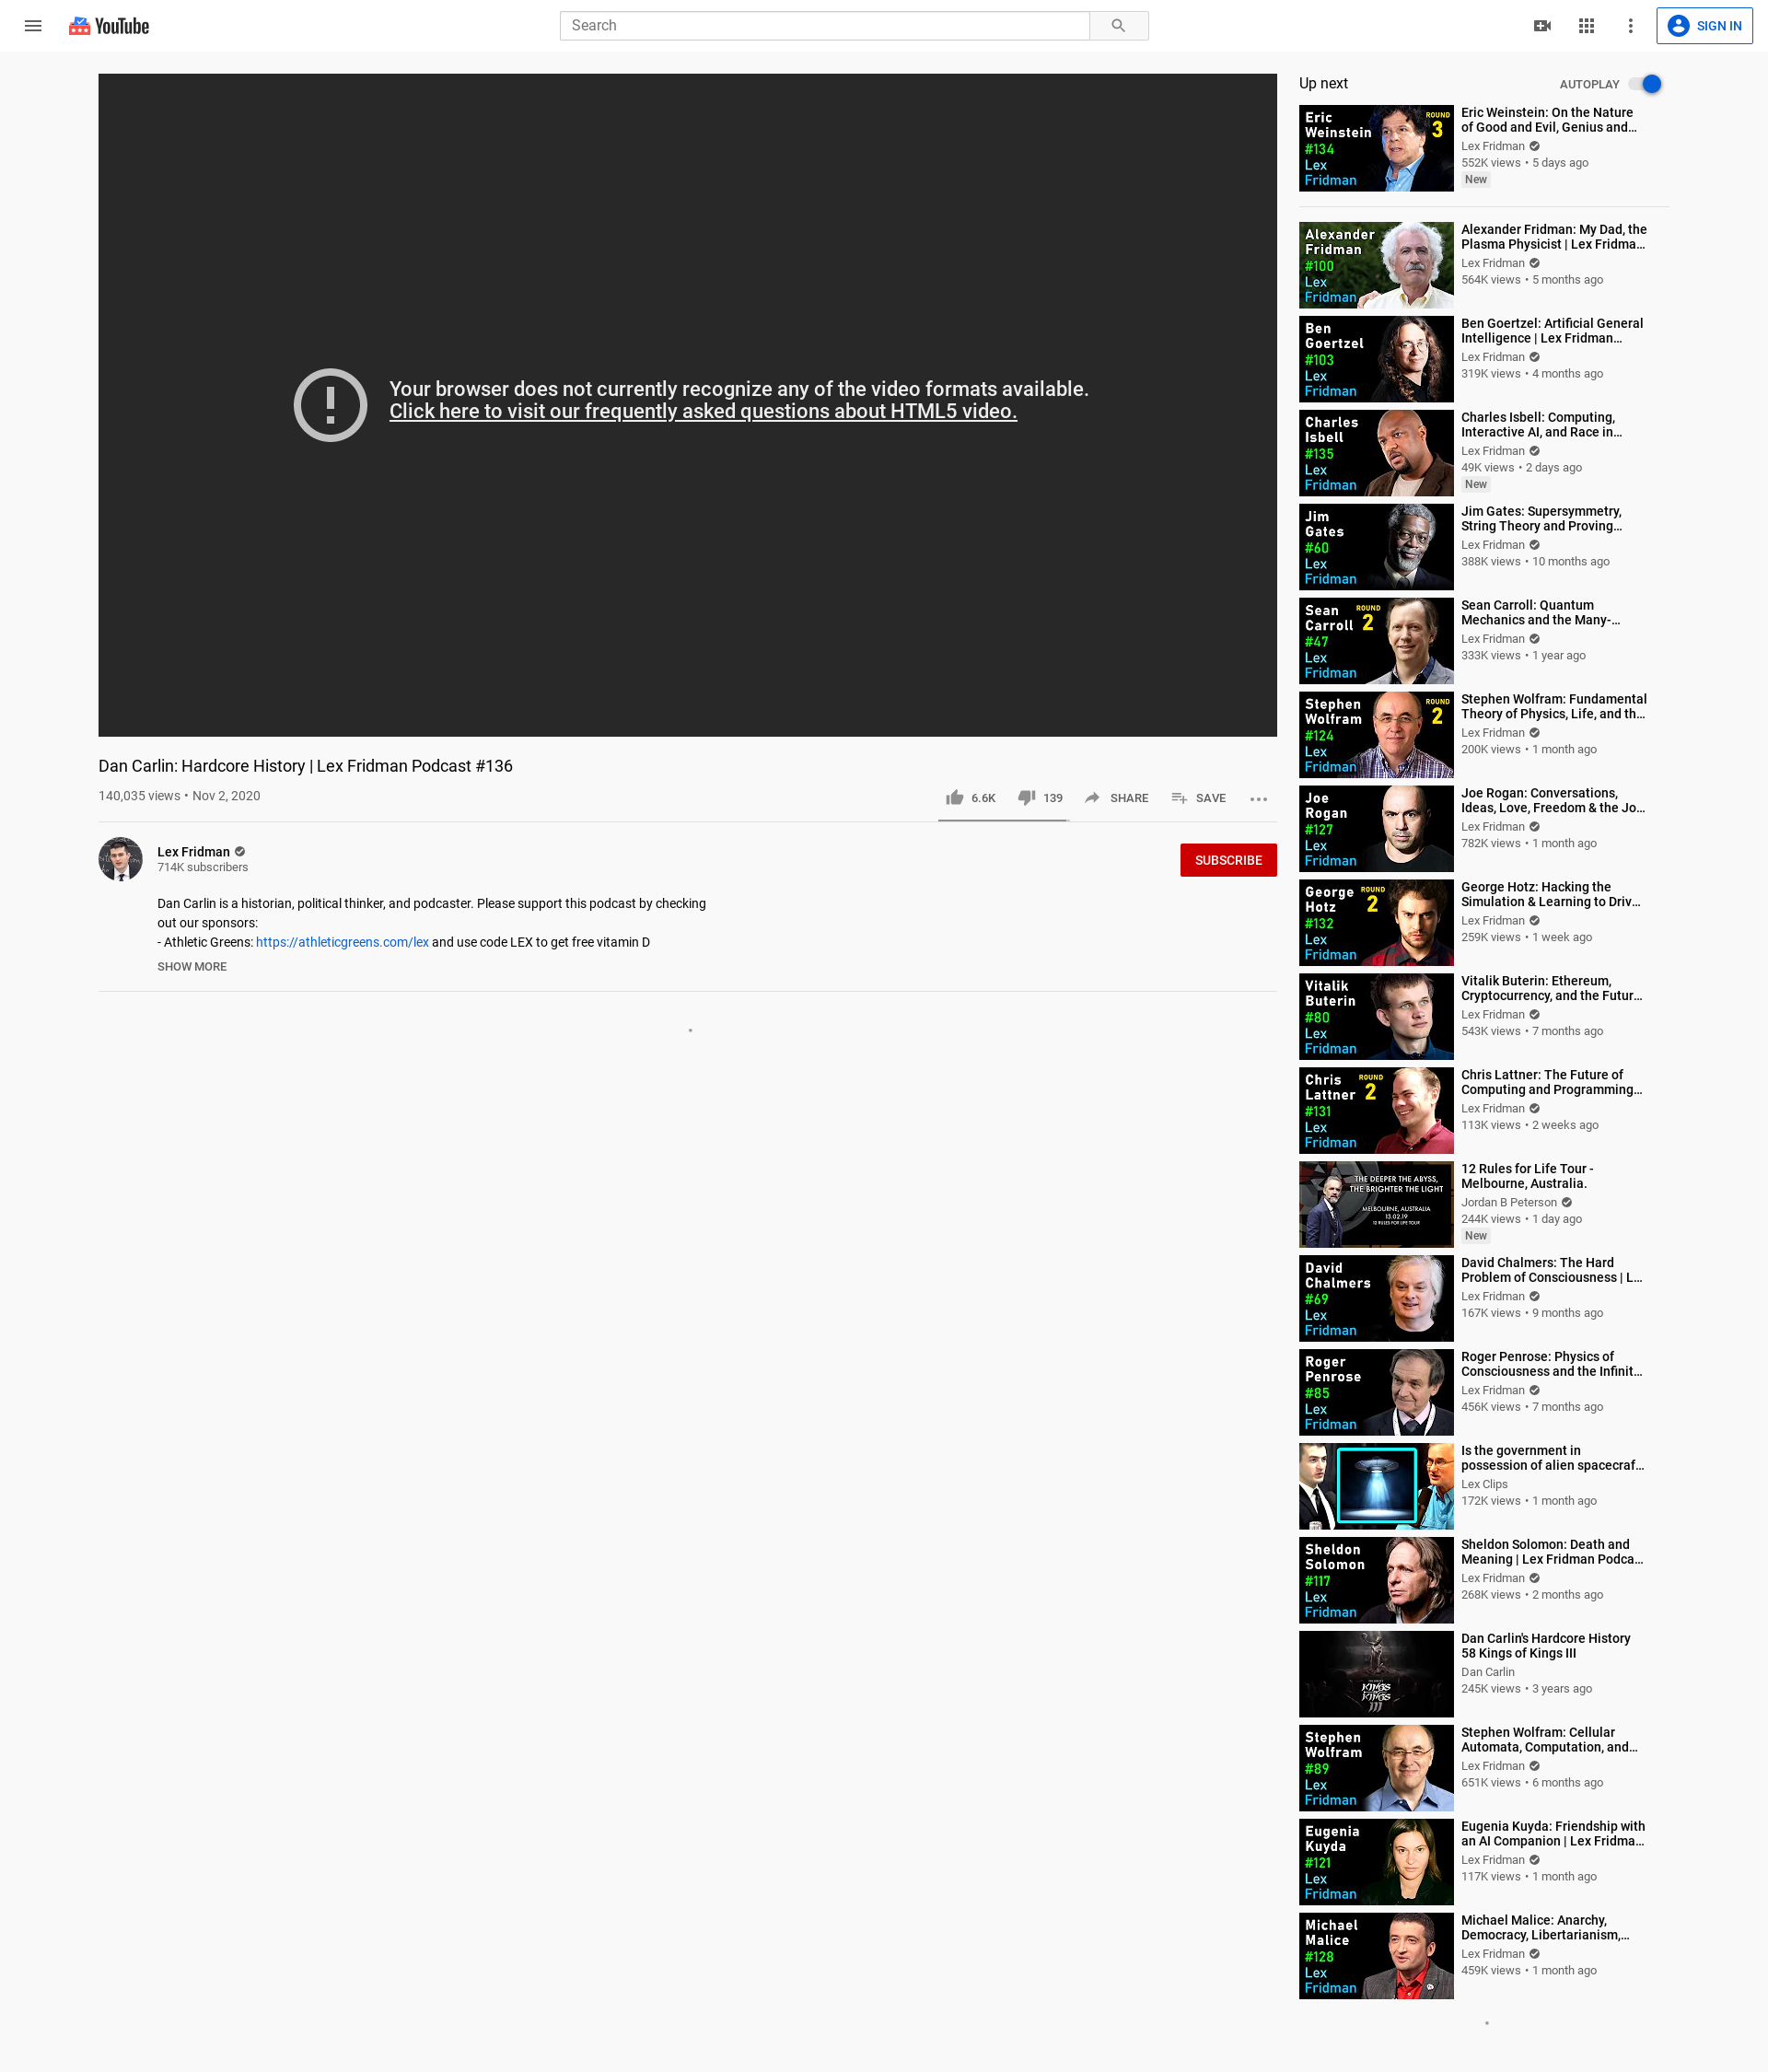 YouTube
Search
SIGN IN
Your browser does not currently recognize any of the video formats available.
Click here to visit our frequently asked questions about HTML5 video.
Dan Carlin: Hardcore History | Lex Fridman Podcast #136
140,035 views • Nov 2, 2020
6.6K
139
SHARE
SAVE
Lex Fridman
714K subscribers
SUBSCRIBE
Dan Carlin is a historian, political thinker, and podcaster. Please support this podcast by checking
out our sponsors:
- Athletic Greens: https://athleticgreens.com/lex and use code LEX to get free vitamin D
SHOW MORE
Up next
AUTOPLAY
Eric
Weinstein
#134
Lex
Fridman
ROUND
3
Eric Weinstein: On the Nature
of Good and Evil, Genius and…
Lex Fridman
552K views • 5 days ago
New
Alexander
Fridman
#100
Lex
Fridman
Alexander Fridman: My Dad, the
Plasma Physicist | Lex Fridma…
Lex Fridman
564K views • 5 months ago
Ben
Goertzel
#103
Lex
Fridman
Ben Goertzel: Artificial General
Intelligence | Lex Fridman…
Lex Fridman
319K views • 4 months ago
Charles
Isbell
#135
Lex
Fridman
Charles Isbell: Computing,
Interactive AI, and Race in…
Lex Fridman
49K views • 2 days ago
New
Jim
Gates
#60
Lex
Fridman
Jim Gates: Supersymmetry,
String Theory and Proving…
Lex Fridman
388K views • 10 months ago
Sean
Carroll
#47
Lex
Fridman
ROUND
2
Sean Carroll: Quantum
Mechanics and the Many-…
Lex Fridman
333K views • 1 year ago
Stephen
Wolfram
#124
Lex
Fridman
ROUND
2
Stephen Wolfram: Fundamental
Theory of Physics, Life, and th…
Lex Fridman
200K views • 1 month ago
Joe
Rogan
#127
Lex
Fridman
Joe Rogan: Conversations,
Ideas, Love, Freedom & the Jo…
Lex Fridman
782K views • 1 month ago
George
Hotz
#132
Lex
Fridman
ROUND
2
George Hotz: Hacking the
Simulation & Learning to Driv…
Lex Fridman
259K views • 1 week ago
Vitalik
Buterin
#80
Lex
Fridman
Vitalik Buterin: Ethereum,
Cryptocurrency, and the Futur…
Lex Fridman
543K views • 7 months ago
Chris
Lattner
#131
Lex
Fridman
ROUND
2
Chris Lattner: The Future of
Computing and Programming…
Lex Fridman
113K views • 2 weeks ago
THE DEEPER THE ABYSS,
THE BRIGHTER THE LIGHT
MELBOURNE, AUSTRALIA
13.02.19
12 RULES FOR LIFE TOUR
12 Rules for Life Tour -
Melbourne, Australia.
Jordan B Peterson
244K views • 1 day ago
New
David
Chalmers
#69
Lex
Fridman
David Chalmers: The Hard
Problem of Consciousness | L…
Lex Fridman
167K views • 9 months ago
Roger
Penrose
#85
Lex
Fridman
Roger Penrose: Physics of
Consciousness and the Infinit…
Lex Fridman
456K views • 7 months ago
Is the government in
possession of alien spacecraf…
Lex Clips
172K views • 1 month ago
Sheldon
Solomon
#117
Lex
Fridman
Sheldon Solomon: Death and
Meaning | Lex Fridman Podca…
Lex Fridman
268K views • 2 months ago
KINGS
KINGS
III
Dan Carlin's Hardcore History
58 Kings of Kings III
Dan Carlin
245K views • 3 years ago
Stephen
Wolfram
#89
Lex
Fridman
Stephen Wolfram: Cellular
Automata, Computation, and…
Lex Fridman
651K views • 6 months ago
Eugenia
Kuyda
#121
Lex
Fridman
Eugenia Kuyda: Friendship with
an AI Companion | Lex Fridma…
Lex Fridman
117K views • 1 month ago
Michael
Malice
#128
Lex
Fridman
Michael Malice: Anarchy,
Democracy, Libertarianism,…
Lex Fridman
459K views • 1 month ago